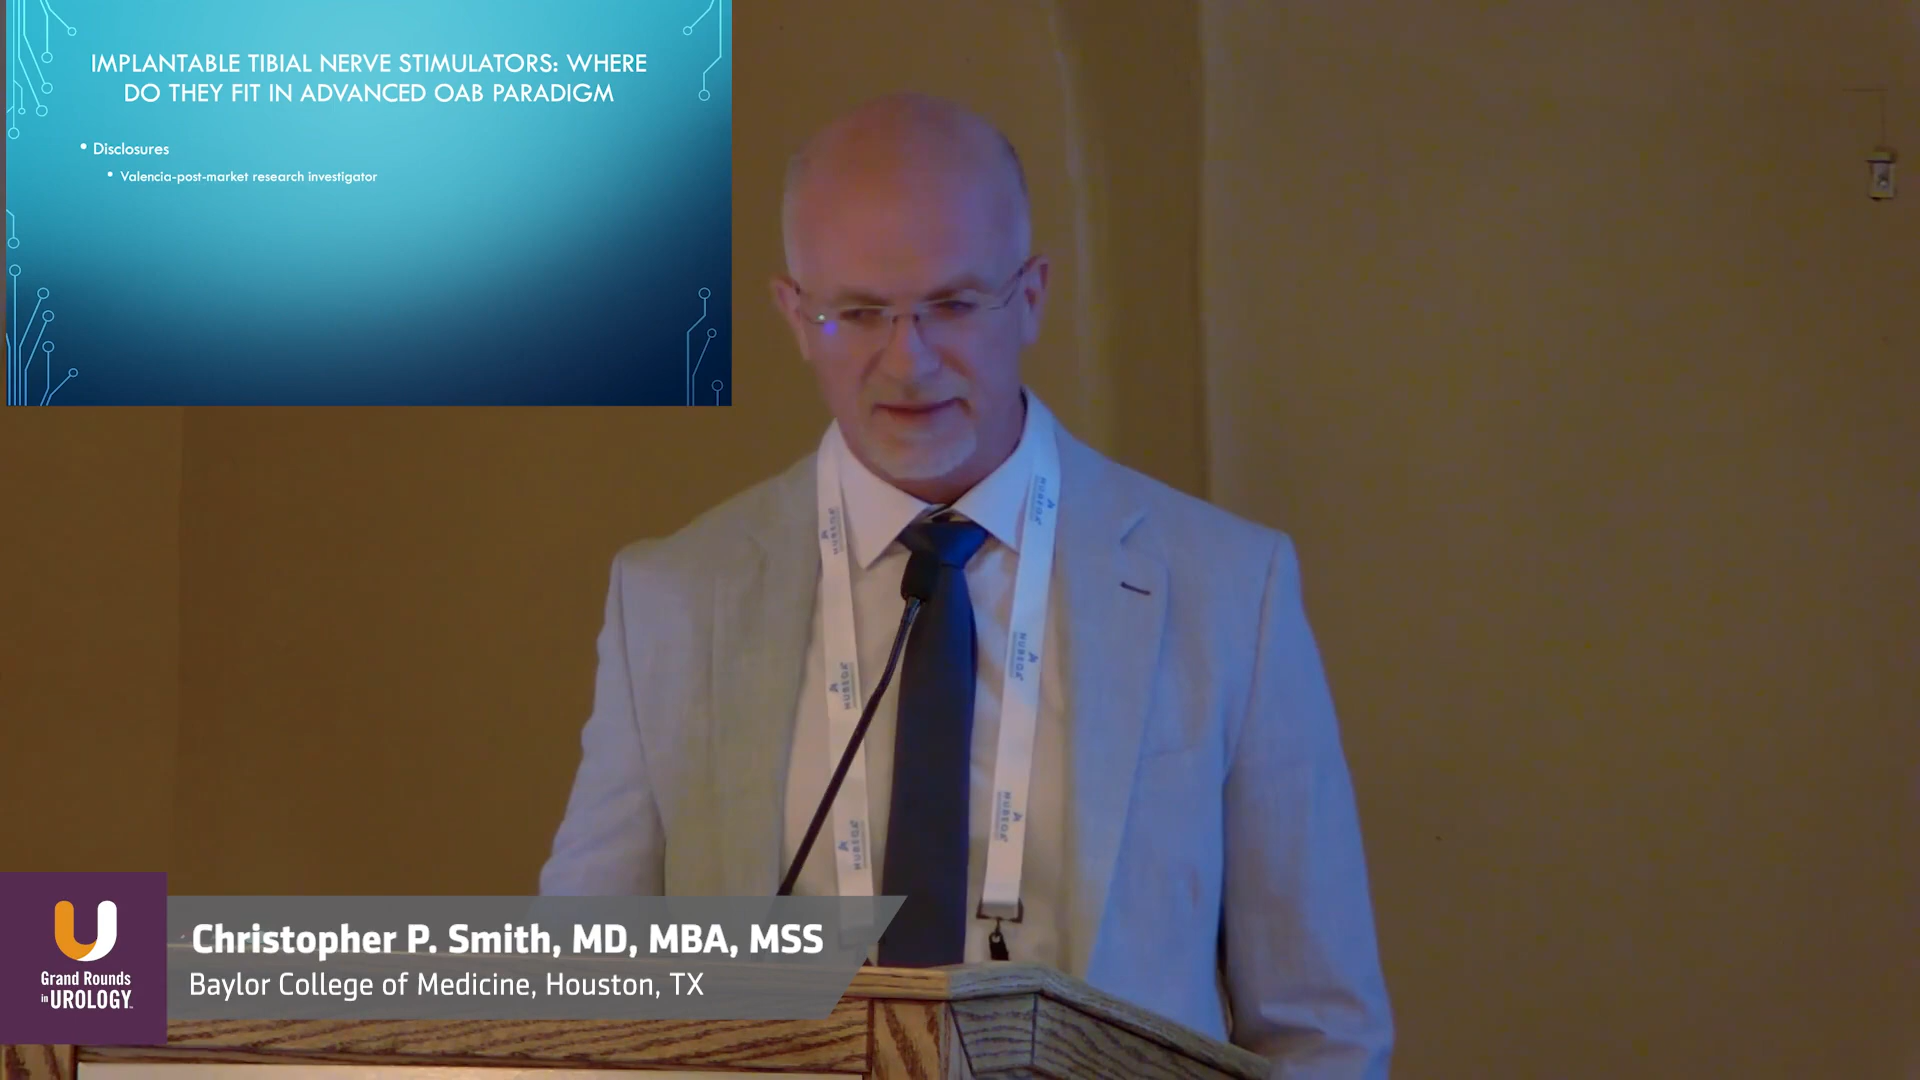 IMPLANTABLE TIBIAL NERVE STIMULATORS: WHERE
DO THEY FIT IN ADVANCED OAB PARADIGM
• Disclosures
• Valencia-post-market research investigator
Christopher P. Smith, MD, MBA, MSS
Baylor College of Medicine, Houston, TX
Grand Rounds
in UROLOGY